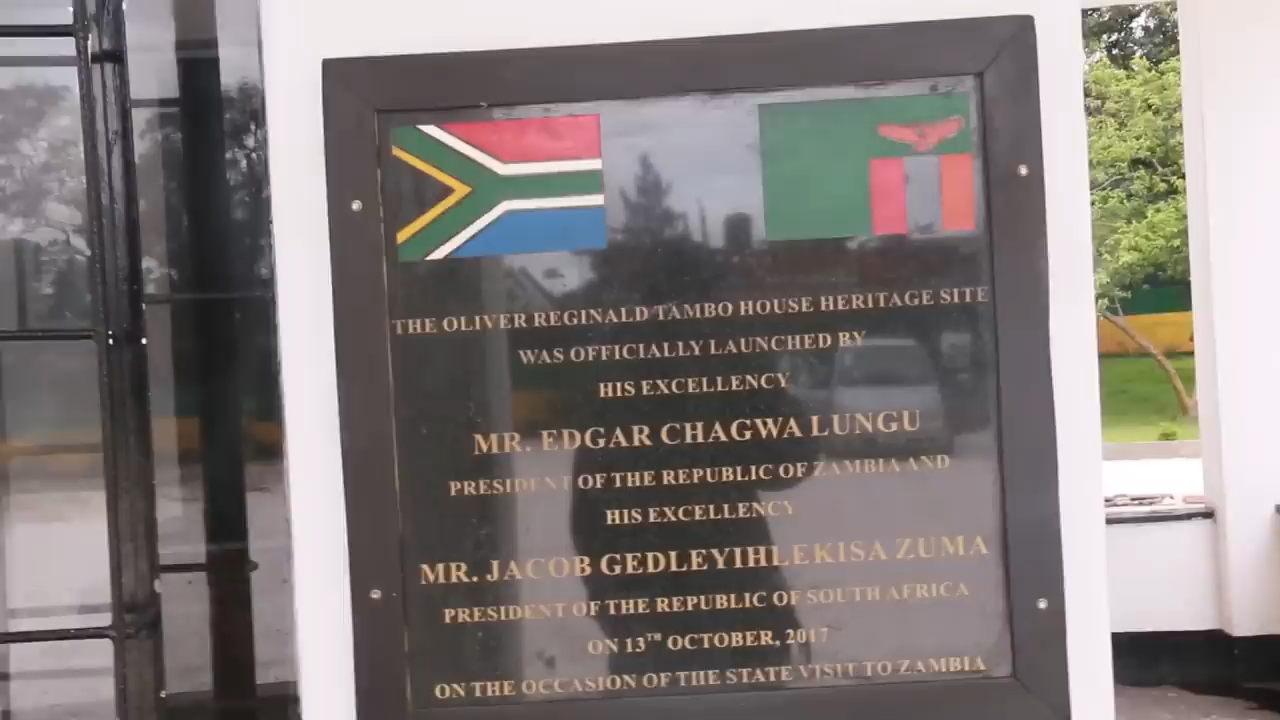 THE OLIVER REGINALD TAMBO HOUSE HERITAGE SITE
WAS OFFICIALLY LAUNCHED BY
HIS EXCELLENCY
MR. EDGAR CHAGWA LUNGU
PRESIDENT OF THE REPUBLIC OF ZAMBIA AND
HIS EXCELLENCY
MR. JACOB GEDLEYIHLEKISA ZUMA
PRESIDENT OF THE REPUBLIC OF SOUTH AFRICA
ON 13TH OCTOBER, 2017
ON THE OCCASION OF THE STATE VISIT TO ZAMBIA